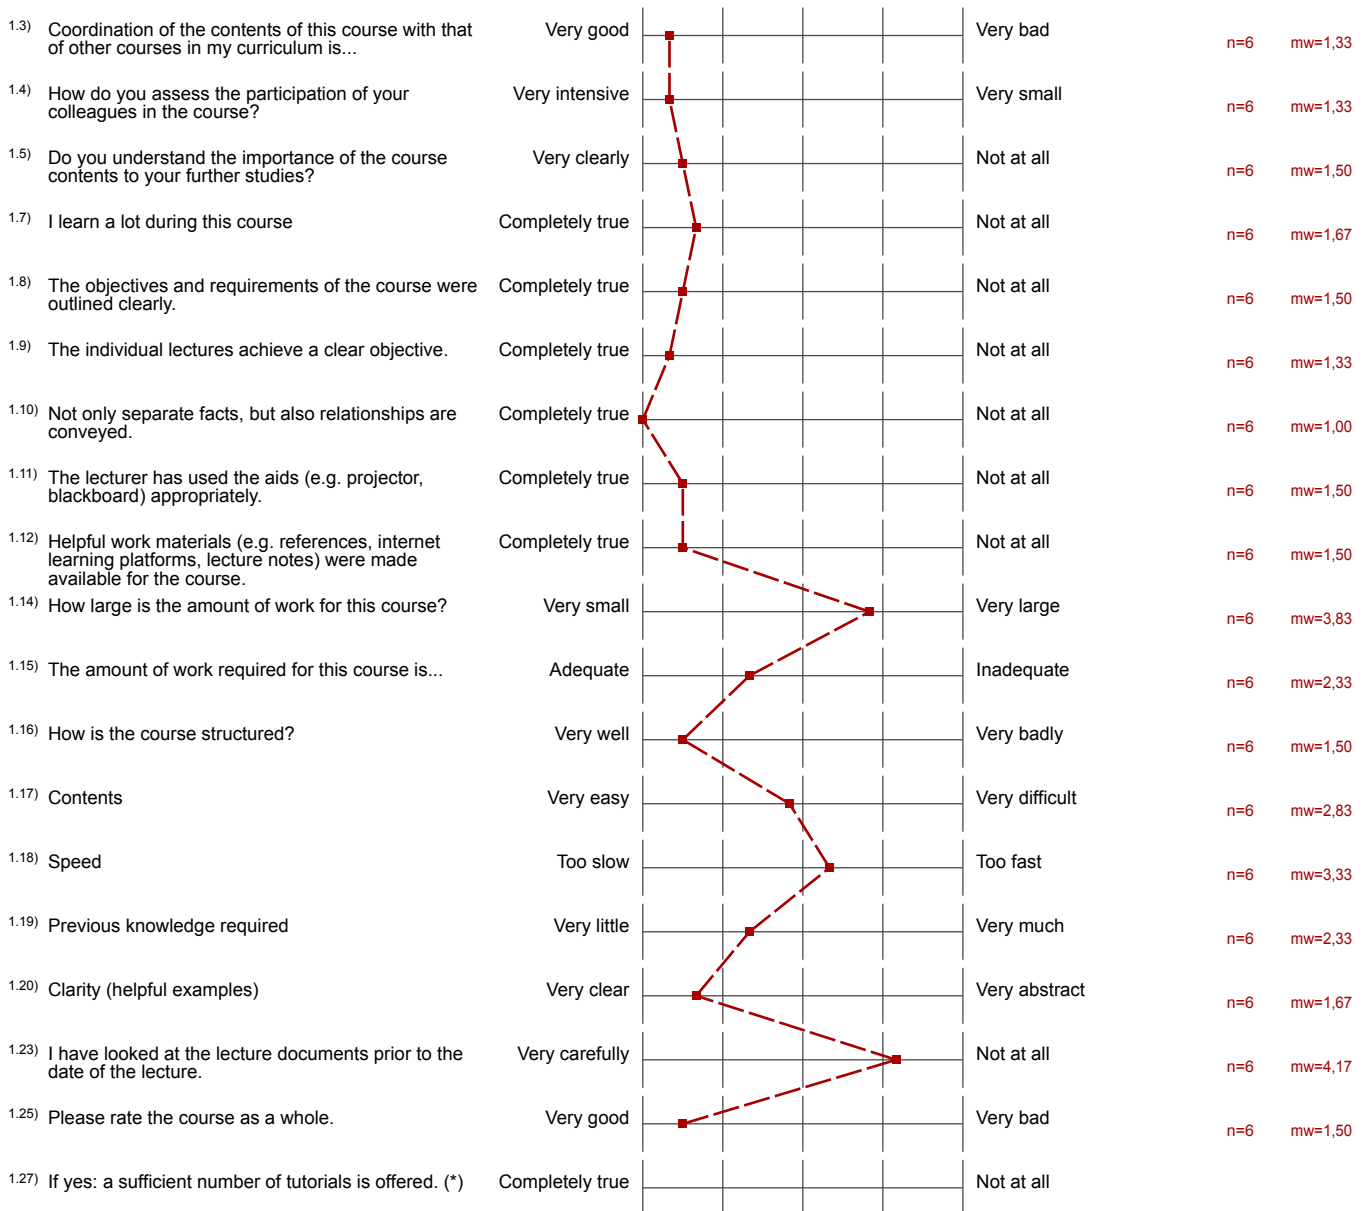 1.3) Coordination of the contents of this course with that of other courses in my curriculum is... Very good Very bad n=6 mw=1,33
1.4) How do you assess the participation of your colleagues in the course? Very intensive Very small n=6 mw=1,33
1.5) Do you understand the importance of the course contents to your further studies? Very clearly Not at all n=6 mw=1,50
1.7) I learn a lot during this course Completely true Not at all n=6 mw=1,67
1.8) The objectives and requirements of the course were outlined clearly. Completely true Not at all n=6 mw=1,50
1.9) The individual lectures achieve a clear objective. Completely true Not at all n=6 mw=1,33
1.10) Not only separate facts, but also relationships are conveyed. Completely true Not at all n=6 mw=1,00
1.11) The lecturer has used the aids (e.g. projector, blackboard) appropriately. Completely true Not at all n=6 mw=1,50
1.12) Helpful work materials (e.g. references, internet learning platforms, lecture notes) were made available for the course. Completely true Not at all n=6 mw=1,50
1.14) How large is the amount of work for this course? Very small Very large n=6 mw=3,83
1.15) The amount of work required for this course is... Adequate Inadequate n=6 mw=2,33
1.16) How is the course structured? Very well Very badly n=6 mw=1,50
1.17) Contents Very easy Very difficult n=6 mw=2,83
1.18) Speed Too slow Too fast n=6 mw=3,33
1.19) Previous knowledge required Very little Very much n=6 mw=2,33
1.20) Clarity (helpful examples) Very clear Very abstract n=6 mw=1,67
1.23) I have looked at the lecture documents prior to the date of the lecture. Very carefully Not at all n=6 mw=4,17
1.25) Please rate the course as a whole. Very good Very bad n=6 mw=1,50
1.27) If yes: a sufficient number of tutorials is offered. (*) Completely true Not at all